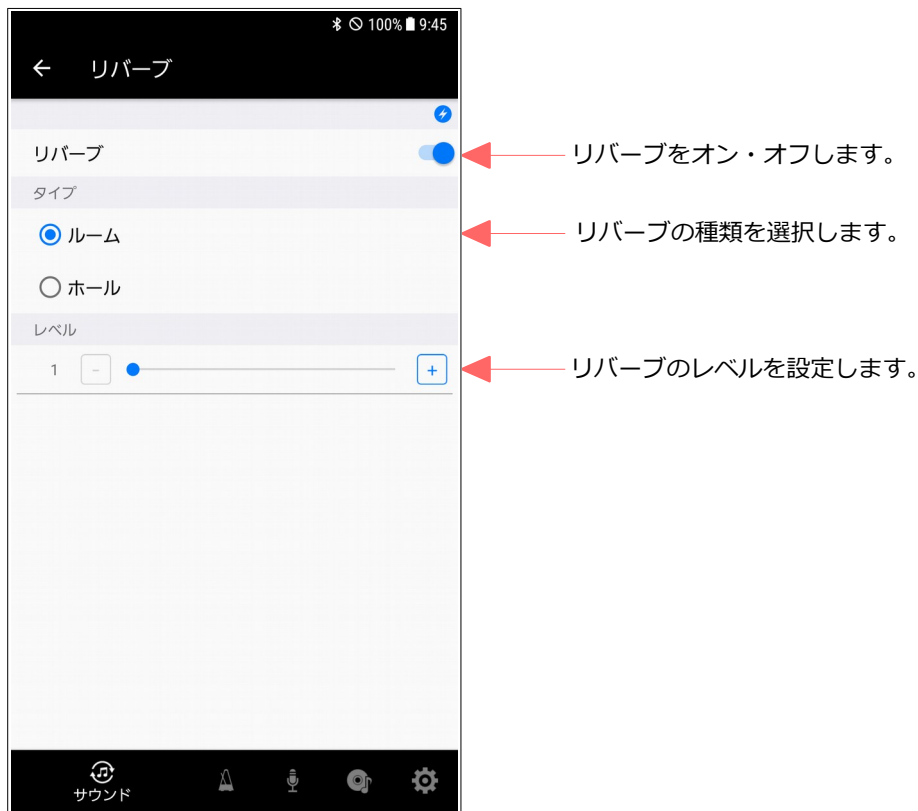 100% 9:45
リバーブ
リバーブ
リバーブをオン・オフします。
タイプ
ルーム
リバーブの種類を選択します。
ホール
レベル
1 - +
リバーブのレベルを設定します。
サウンド